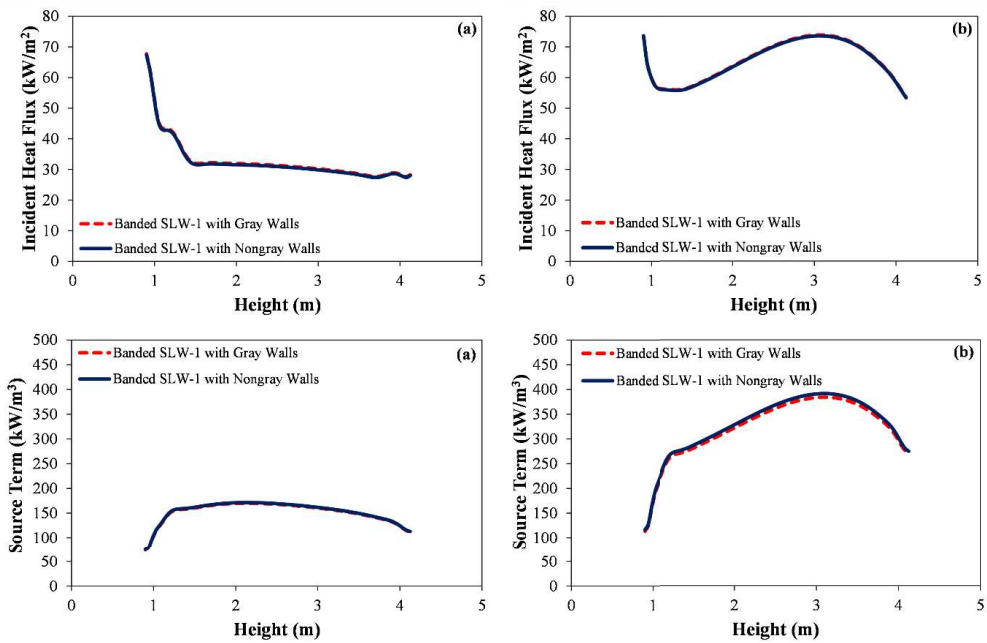 80
70
60
50
40
30
20
10
0
0 1 2 3 4 5
Incident Heat Flux (kW/m²)
Height (m)
(a)
Banded SLW-1 with Gray Walls
Banded SLW-1 with Nongray Walls
80
70
60
50
40
30
20
10
0
0 1 2 3 4 5
Incident Heat Flux (kW/m²)
Height (m)
(b)
Banded SLW-1 with Gray Walls
Banded SLW-1 with Nongray Walls
500
450
400
350
300
250
200
150
100
50
0
0 1 2 3 4 5
Source Term (kW/m³)
Height (m)
(a)
Banded SLW-1 with Gray Walls
Banded SLW-1 with Nongray Walls
500
450
400
350
300
250
200
150
100
50
0
0 1 2 3 4 5
Source Term (kW/m³)
Height (m)
(b)
Banded SLW-1 with Gray Walls
Banded SLW-1 with Nongray Walls